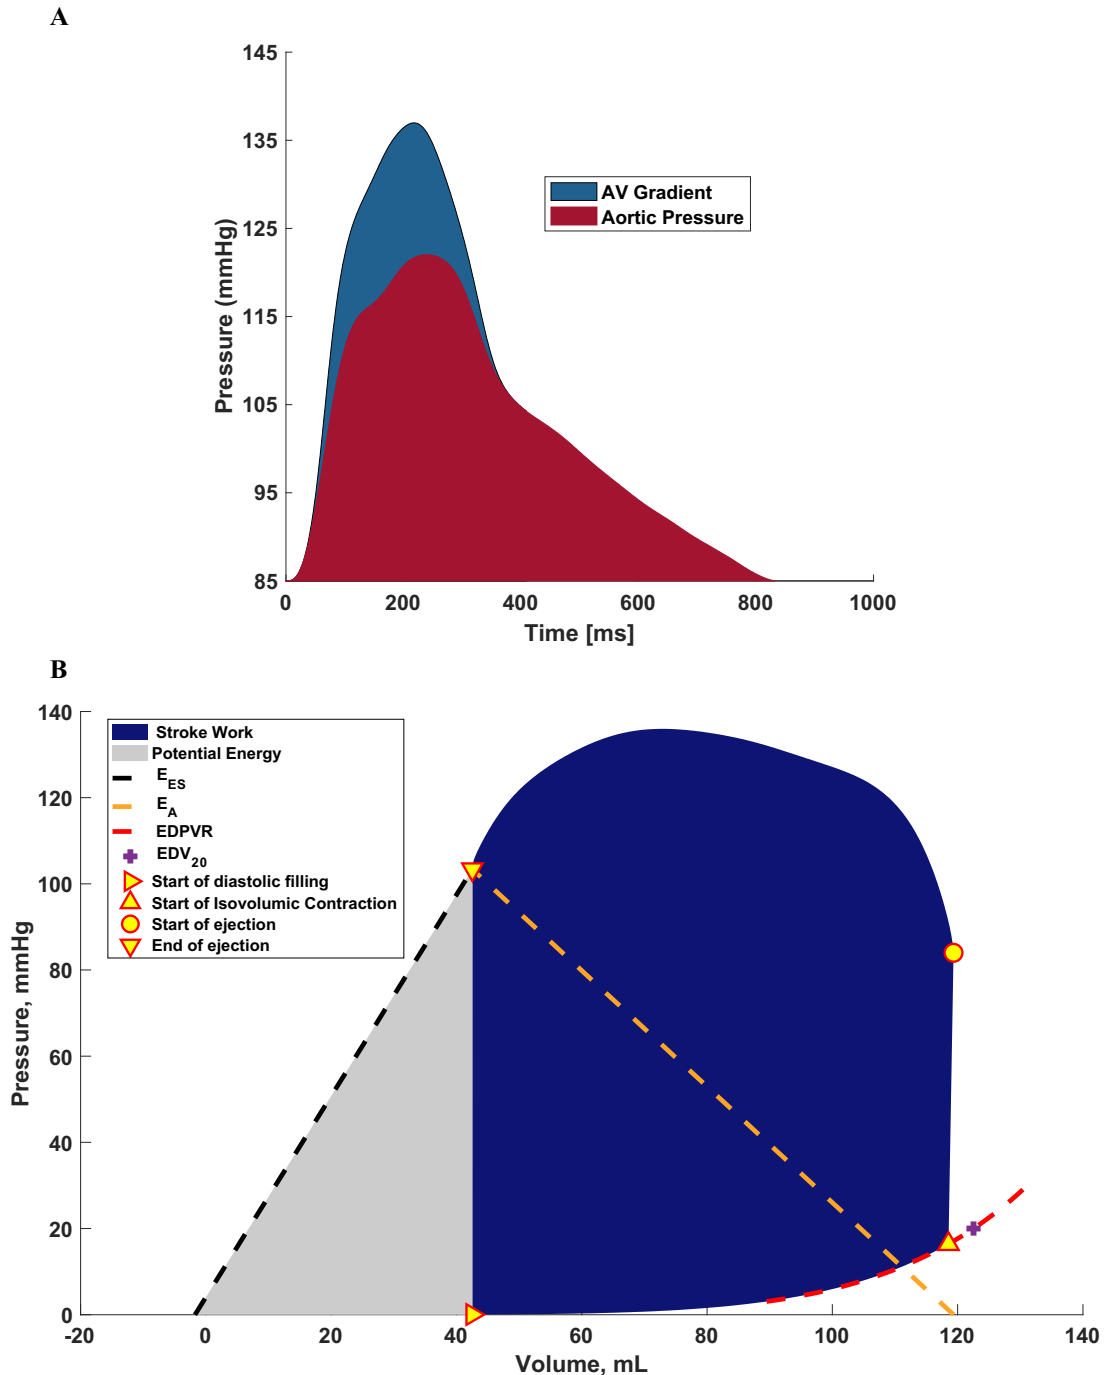 A
145
135
125
115
105
95
85
Pressure (mmHg)
AV Gradient
Aortic Pressure
0 200 400 600 800 1000
Time [ms]
B
140
120
100
80
60
40
20
0
Pressure, mmHg
Stroke Work
Potential Energy
E_ES
E_A
EDPVR
EDV_20
Start of diastolic filling
Start of Isovolumic Contraction
Start of ejection
End of ejection
-20 0 20 40 60 80 100 120 140
Volume, mL